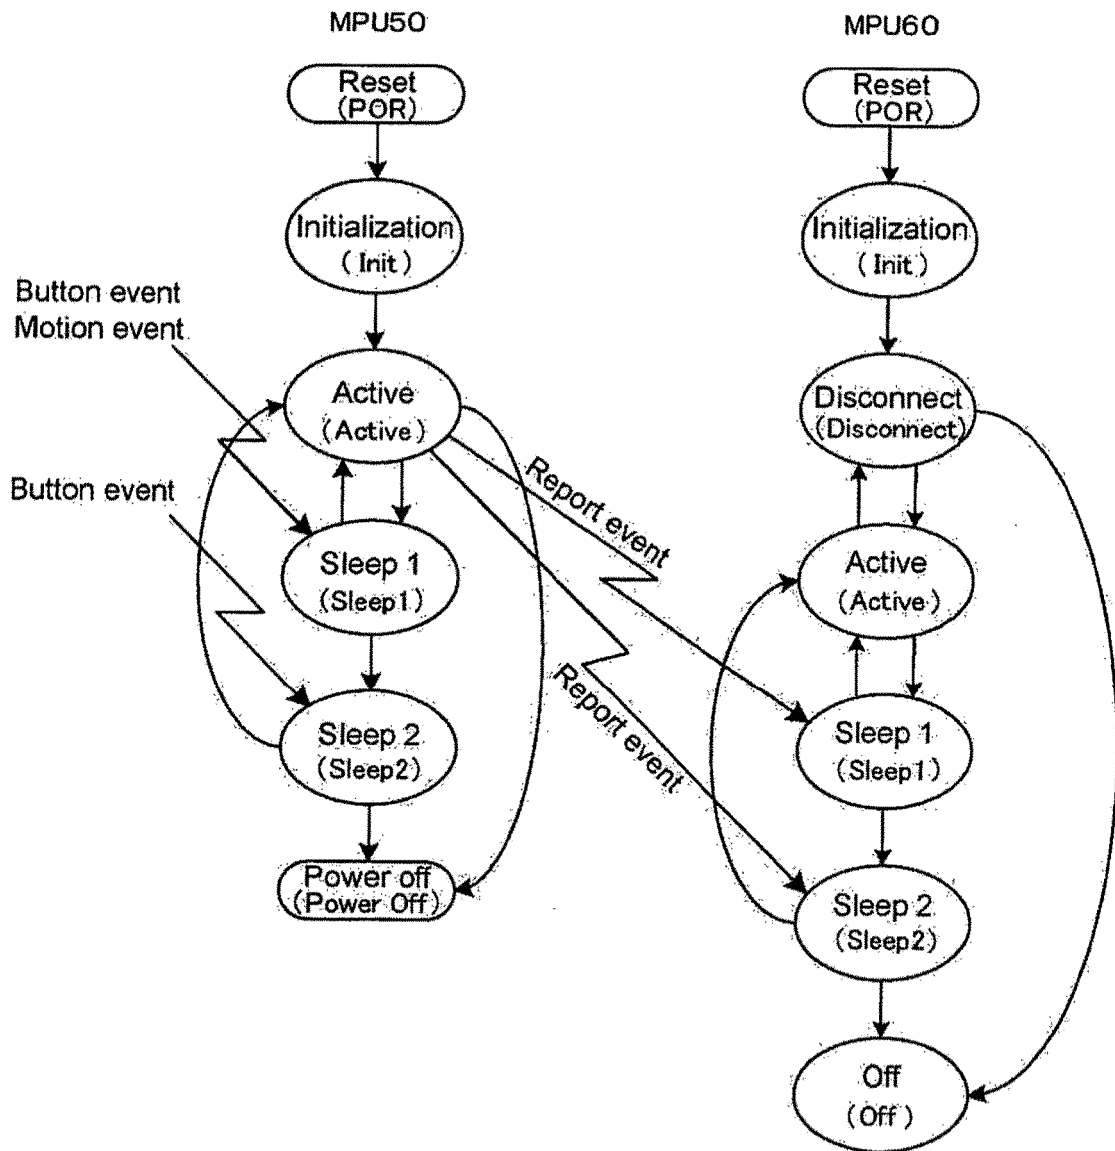 MPU50
Reset
(POR)
Initialization
(Init)
Button event
Motion event
Active
(Active)
Button event
Sleep 1
(Sleep1)
Sleep 2
(Sleep2)
Power off
(Power Off)
Report event
Report event
MPU60
Reset
(POR)
Initialization
(Init)
Disconnect
(Disconnect)
Active
(Active)
Sleep 1
(Sleep1)
Sleep 2
(Sleep2)
Off
(Off)